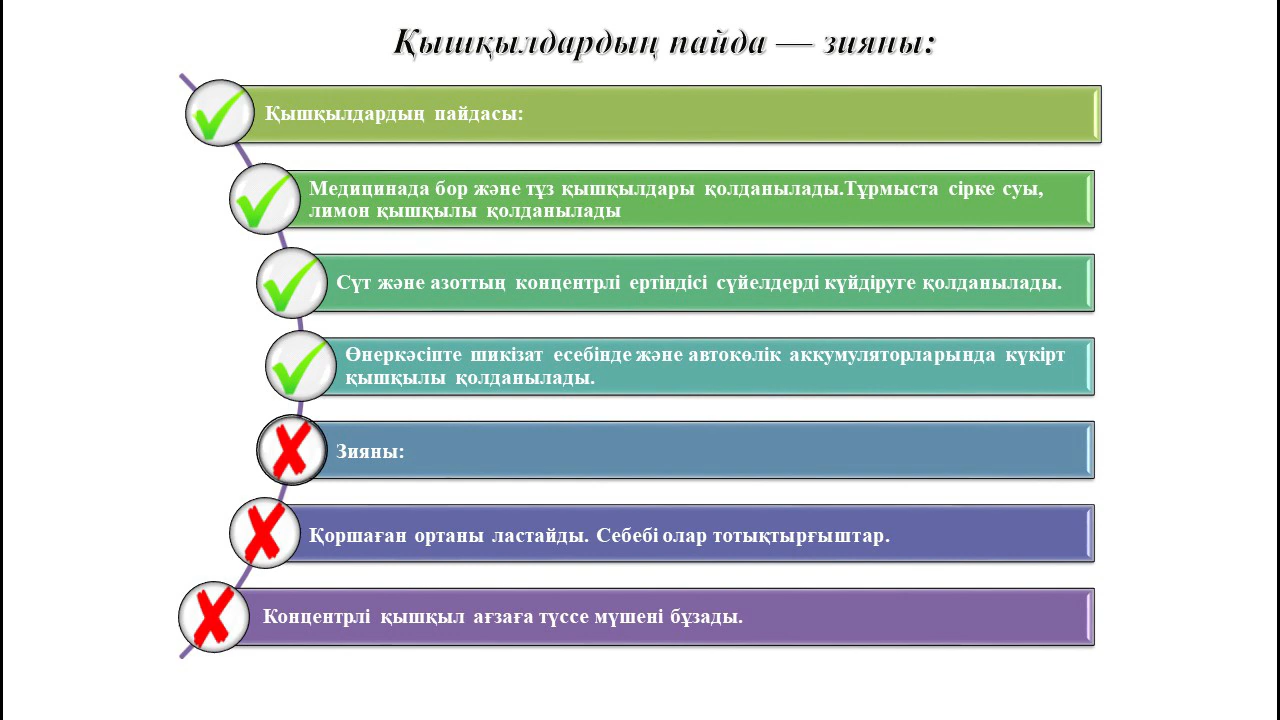 Қышқылдардың пайда — зияны:
Қышқылдардың пайдасы:
Медицинада бор және тұз қышқылдары қолданылады.Тұрмыста сірке суы,
лимон қышқылы қолданылады
Сүт және азоттың концентрлі ертіндісі сүйелдерді күйдіруге қолданылады.
Өнеркәсіпте шикізат есебінде және автокөлік аккумуляторларында күкірт
қышқылы қолданылады.
Зияны:
Қоршаған ортаны ластайды. Себебі олар тотықтырғыштар.
Концентрлі қышқыл ағзаға түссе мүшені бұзады.